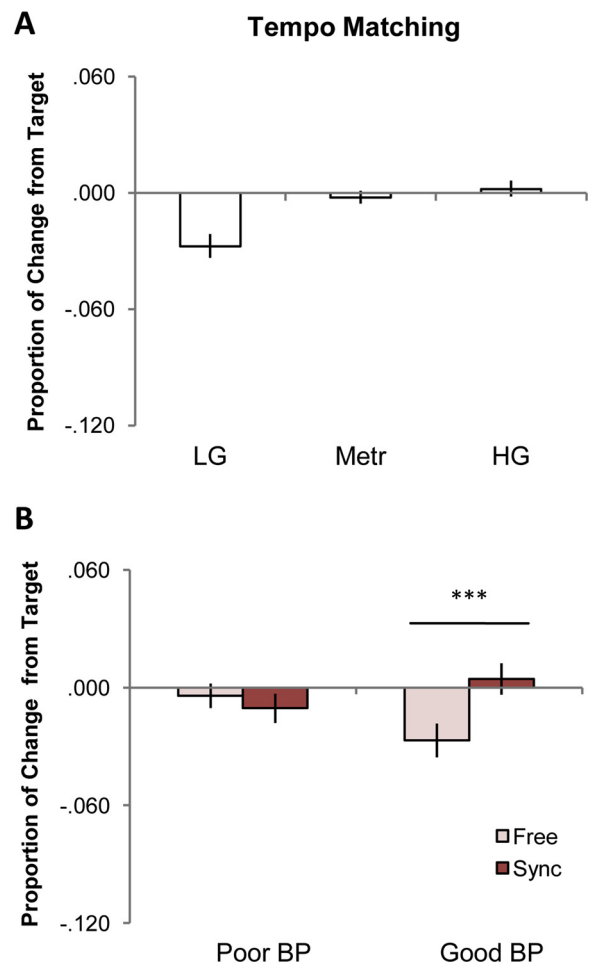 A
Tempo Matching
Proportion of Change from Target
.060
.000
-.060
-.120
LG Metr HG
B
Proportion of Change from Target
.060
.000
-.060
-.120
***
Free
Sync
Poor BP Good BP